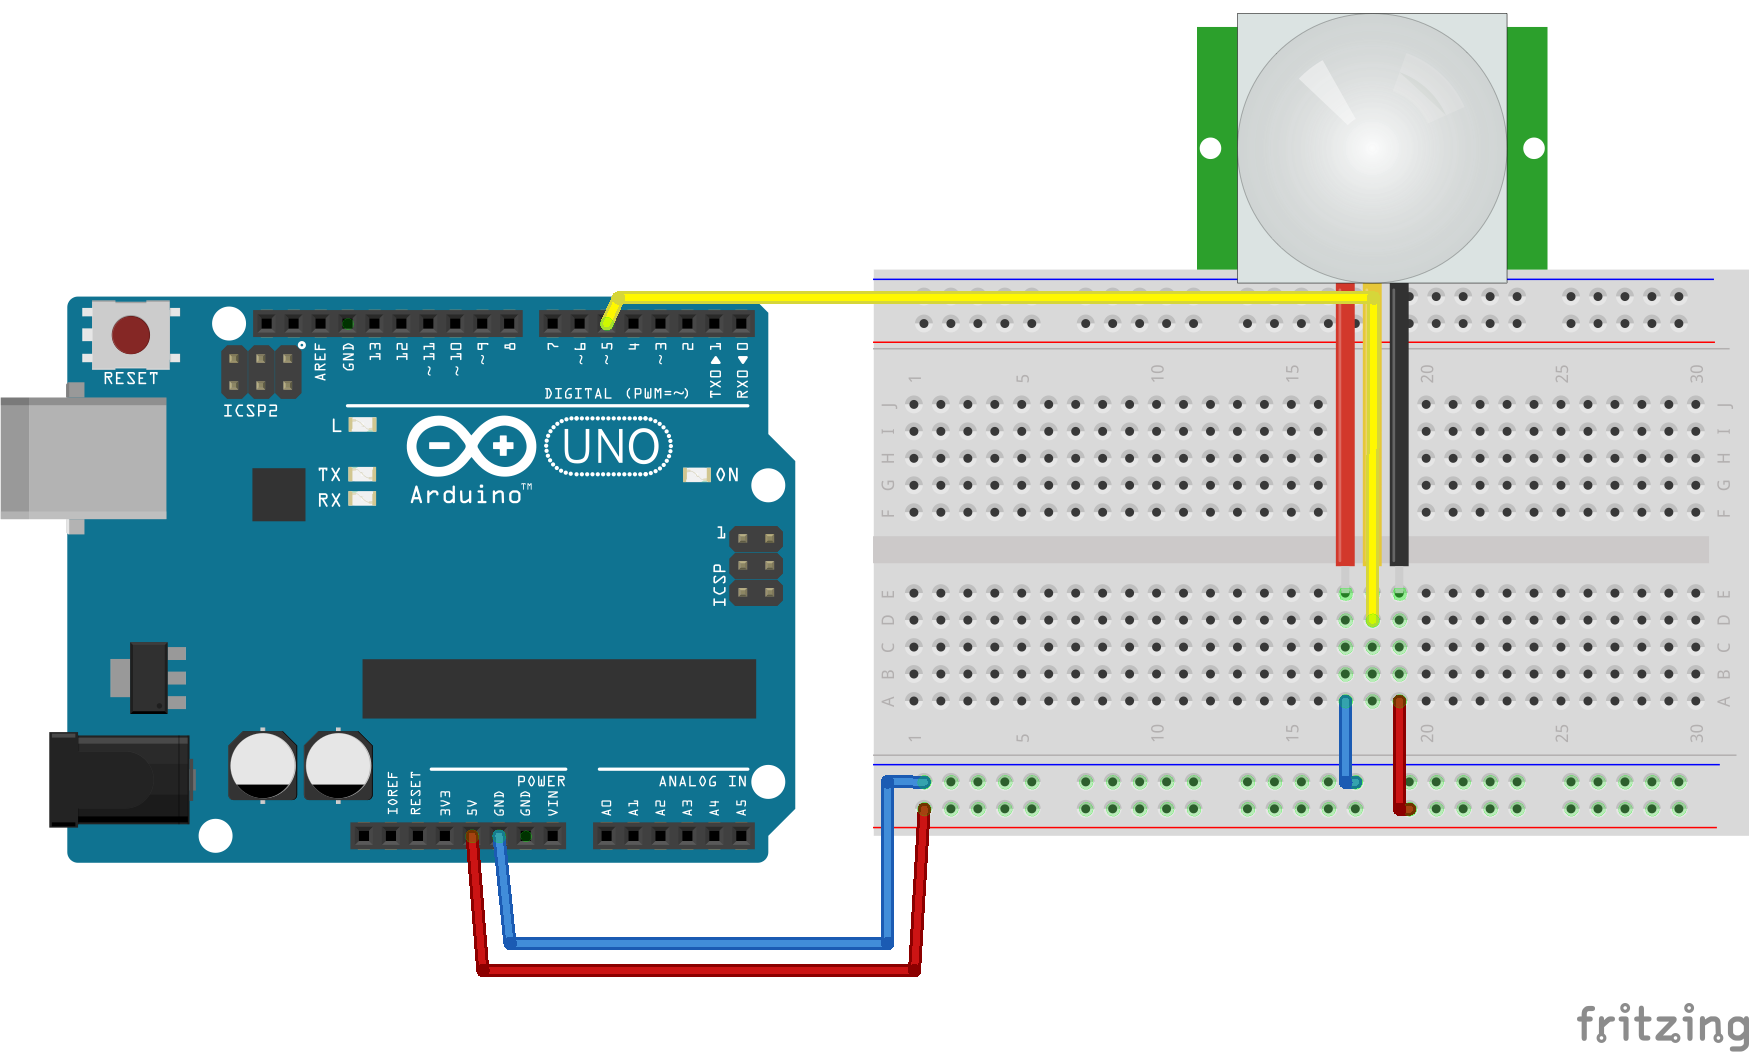 RESET
ICSP2
AREF
GND
13
12
~11
~10
~9
8
7
~6
~5
4
~3
2
TX0▶1
RX0◀0
DIGITAL (PWM=~)
L
TX
RX
UNO
Arduino™
ON
1
ICSP
IOREF
RESET
3V3
5V
GND
GND
VIN
POWER
ANALOG IN
A0
A1
A2
A3
A4
A5
1 5 10 15 20 25 30
J J
I I
H H
G G
F F
E E
D D
C C
B B
A A
1 5 10 15 20 25 30
fritzing